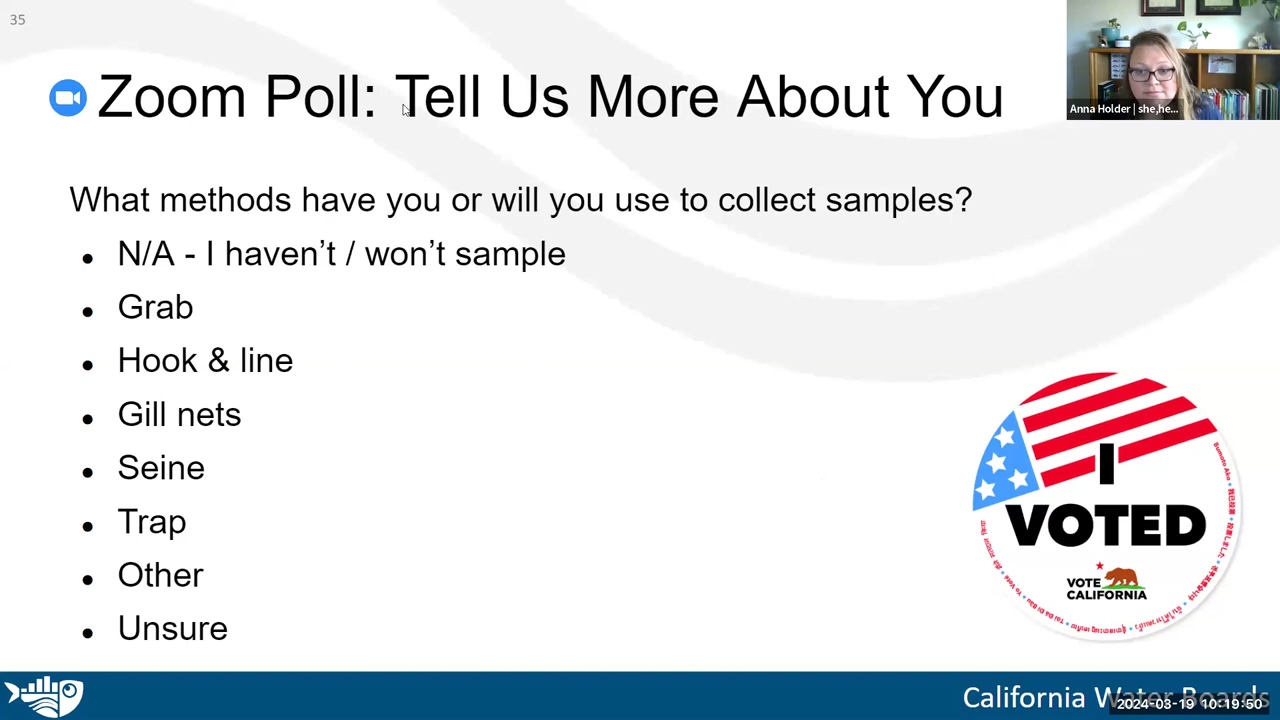 35
Zoom Poll: Tell Us More About You
Anna Holder | she,he...
What methods have you or will you use to collect samples?
● N/A - I haven’t / won’t sample
● Grab
● Hook & line
● Gill nets
● Seine
● Trap
● Other
● Unsure
I
VOTED
VOTE
CALIFORNIA
California Water Boards
2024-03-19 10:19:50